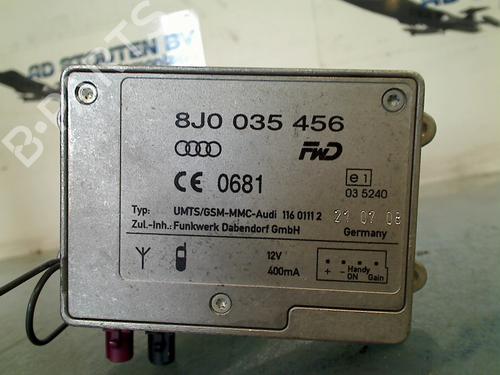 AD STRUTEN BV
B-PARTS
8J0 035 456
FWD
CE 0681
e1
03 5240
Typ: UMTS/GSM-MMC-Audi 116 0111 2 21 07 08
Zul.-Inh.: Funkwerk Dabendorf GmbH Germany
12V
400mA
+ - Handy Gain
ON